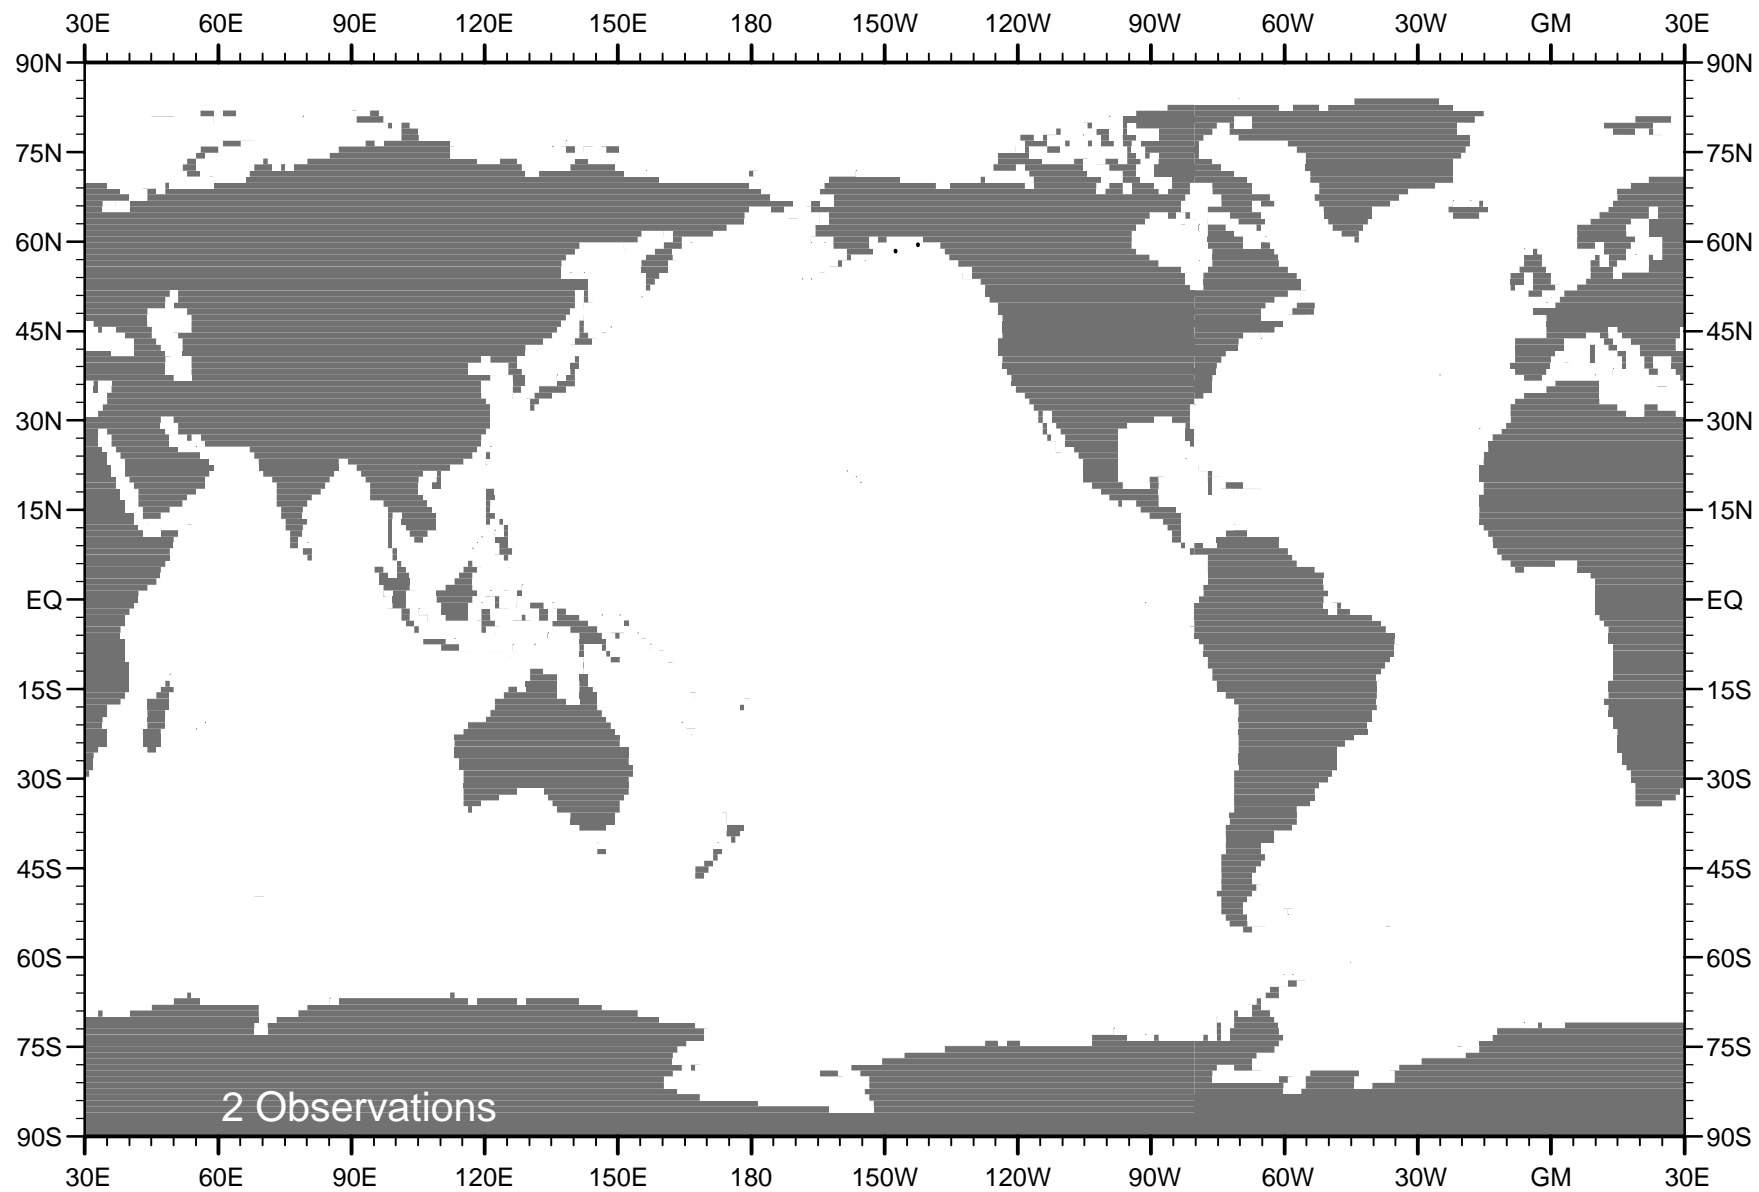 30E 60E 90E 120E 150E 180 150W 120W 90W 60W 30W GM 30E
90N 90N
75N 75N
60N 60N
45N 45N
30N 30N
15N 15N
EQ EQ
15S 15S
30S 30S
45S 45S
60S 60S
75S 75S
2 Observations
90S 90S
30E 60E 90E 120E 150E 180 150W 120W 90W 60W 30W GM 30E